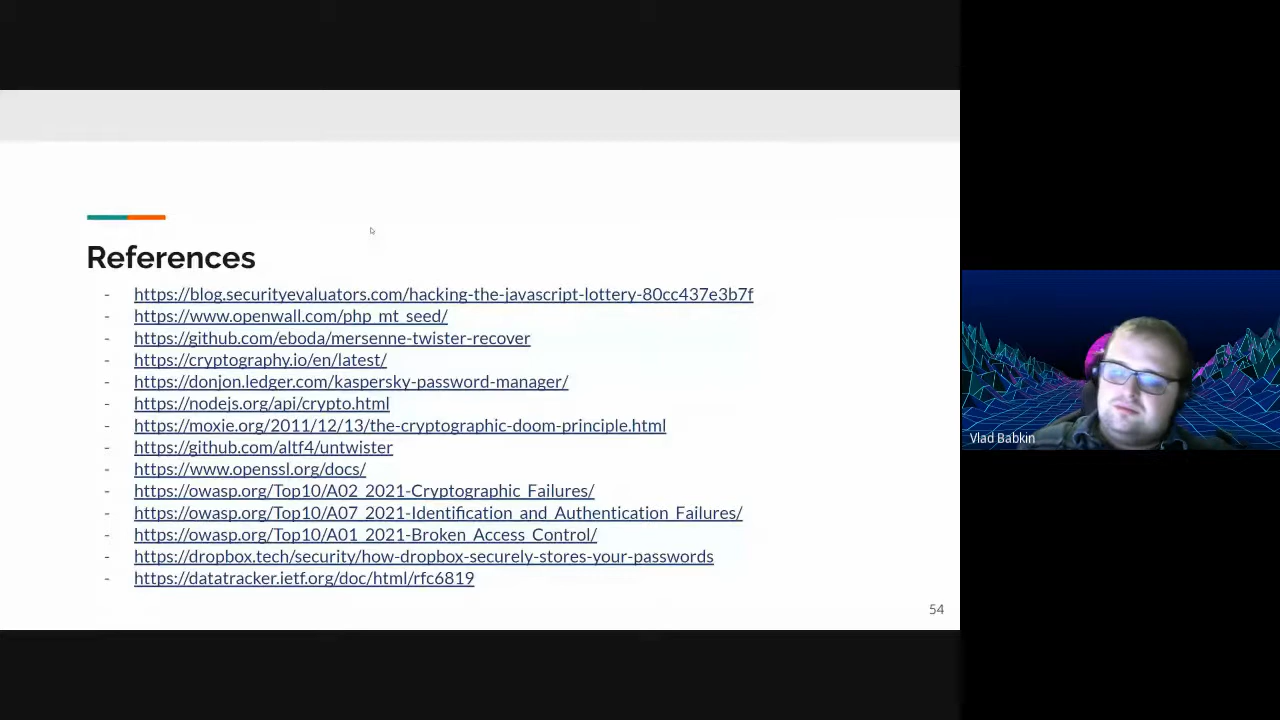 References
- https://blog.securityevaluators.com/hacking-the-javascript-lottery-80cc437e3b7f
- https://www.openwall.com/php_mt_seed/
- https://github.com/eboda/mersenne-twister-recover
- https://cryptography.io/en/latest/
- https://donjon.ledger.com/kaspersky-password-manager/
- https://nodejs.org/api/crypto.html
- https://moxie.org/2011/12/13/the-cryptographic-doom-principle.html
- https://github.com/altf4/untwister
- https://www.openssl.org/docs/
- https://owasp.org/Top10/A02_2021-Cryptographic_Failures/
- https://owasp.org/Top10/A07_2021-Identification_and_Authentication_Failures/
- https://owasp.org/Top10/A01_2021-Broken_Access_Control/
- https://dropbox.tech/security/how-dropbox-securely-stores-your-passwords
- https://datatracker.ietf.org/doc/html/rfc6819
54
Vlad Babkin